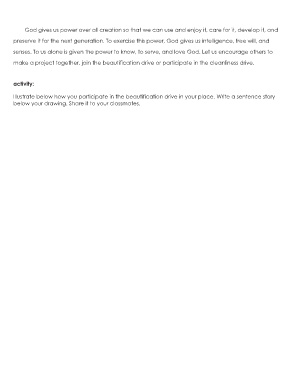 God gives us power over all creation so that we can use and enjoy it, care for it, develop it, and
preserve it for the next generation. To exercise this power, God gives us intelligence, free will, and
senses. To us alone is given the power to know, to serve, and love God. Let us encourage others to
make a project together, join the beautification drive or participate in the cleanliness drive.
activity:
Illustrate below how you participate in the beautification drive in your place. Write a sentence story
below your drawing. Share it to your classmates.